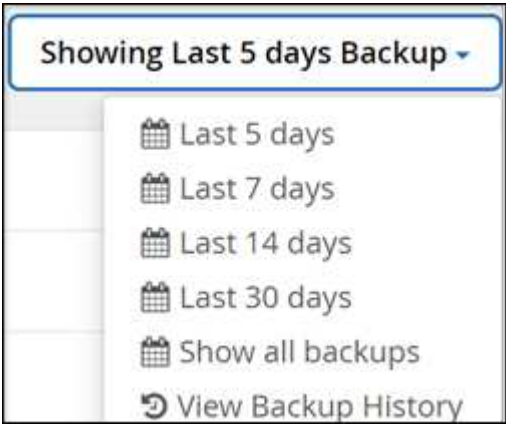 Showing Last 5 days Backup
Last 5 days
Last 7 days
Last 14 days
Last 30 days
Show all backups
View Backup History